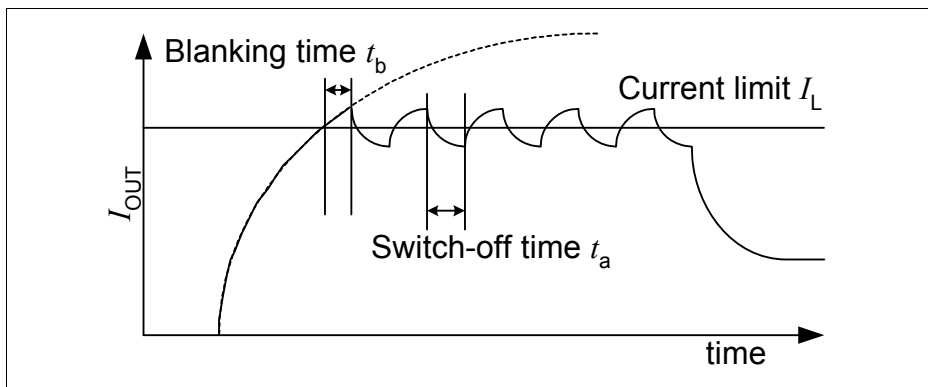 Blanking time tb
Current limit IL
IOUT
Switch-off time ta
time